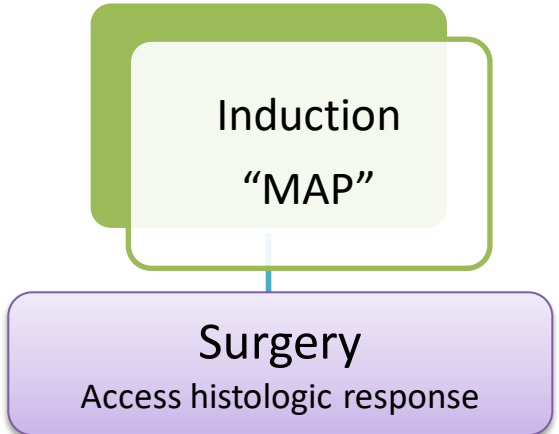 Induction
“MAP”
Surgery
Access histologic response